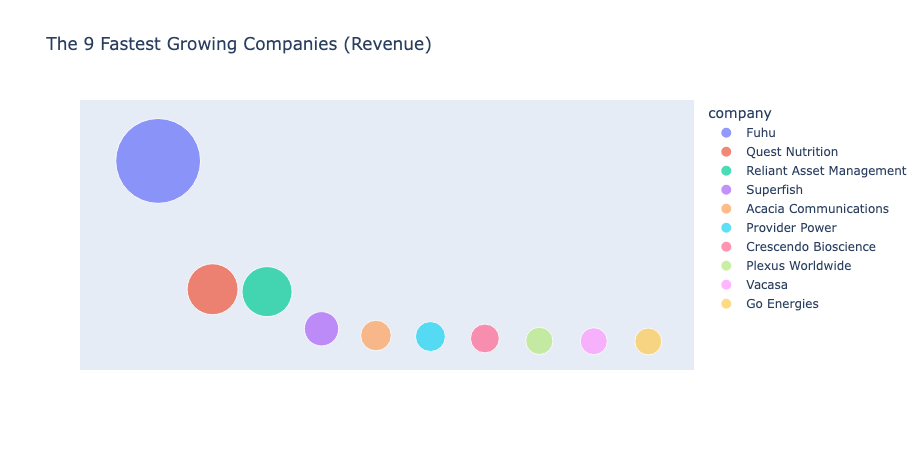 The 9 Fastest Growing Companies (Revenue)
company
Fuhu
Quest Nutrition
Reliant Asset Management
Superfish
Acacia Communications
Provider Power
Crescendo Bioscience
Plexus Worldwide
Vacasa
Go Energies